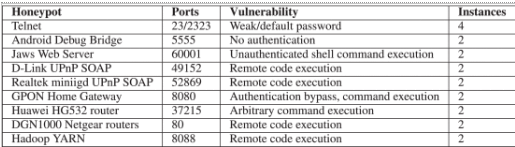 Honeypot Ports Vulnerability Instances
Telnet 23/2323 Weak/default password 4
Android Debug Bridge 5555 No authentication 2
Jaws Web Server 60001 Unauthenticated shell command execution 2
D-Link UPnP SOAP 49152 Remote code execution 2
Realtek miniigd UPnP SOAP 52869 Remote code execution 2
GPON Home Gateway 8080 Authentication bypass, command execution 2
Huawei HG532 router 37215 Arbitrary command execution 2
DGN1000 Netgear routers 80 Remote code execution 2
Hadoop YARN 8088 Remote code execution 2